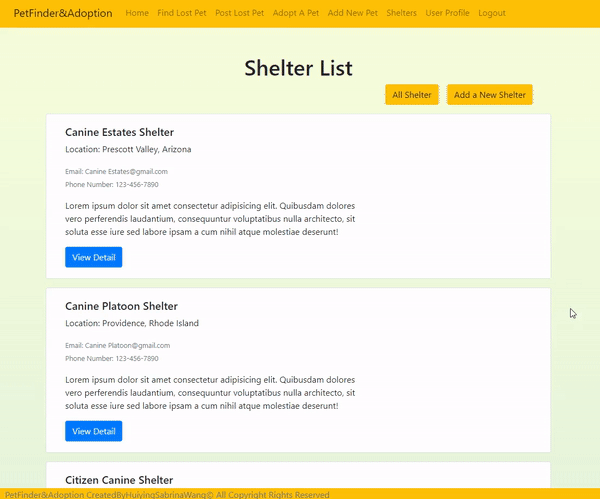 PetFinder&Adoption Home Find Lost Pet Post Lost Pet Adopt A Pet Add New Pet Shelters User Profile Logout
Shelter List
All Shelter Add a New Shelter
Canine Estates Shelter
Location: Prescott Valley, Arizona
Email: Canine Estates@gmail.com
Phone Number: 123-456-7890
Lorem ipsum dolor sit amet consectetur adipisicing elit. Quibusdam dolores
vero perferendis laudantium, consequuntur voluptatibus nulla architecto, sit
soluta esse iure sed labore ipsam a cum nihil atque molestiae deserunt!
View Detail
Canine Platoon Shelter
Location: Providence, Rhode Island
Email: Canine Platoon@gmail.com
Phone Number: 123-456-7890
Lorem ipsum dolor sit amet consectetur adipisicing elit. Quibusdam dolores
vero perferendis laudantium, consequuntur voluptatibus nulla architecto, sit
soluta esse iure sed labore ipsam a cum nihil atque molestiae deserunt!
View Detail
Citizen Canine Shelter
PetFinder&Adoption CreatedByHuiyingSabrinaWang© All Copyright Rights Reserved